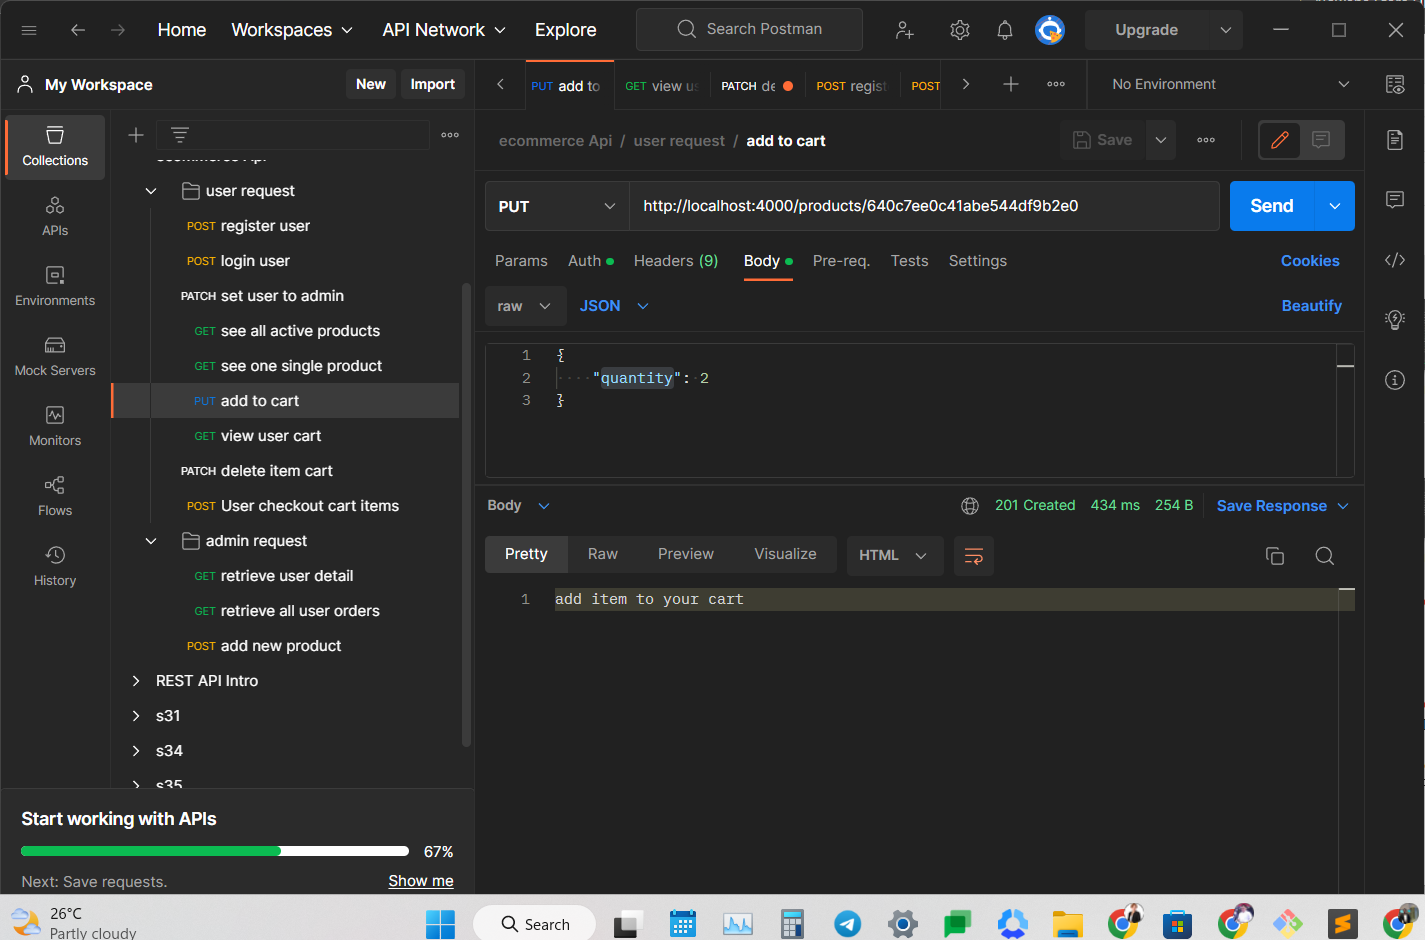 Home
Workspaces
API Network
Explore
Search Postman
Upgrade
My Workspace
New
Import
PUT add to
GET view us
PATCH de
POST regist
POST
No Environment
Collections
APIs
Environments
Mock Servers
Monitors
Flows
History
user request
POST register user
POST login user
PATCH set user to admin
GET see all active products
GET see one single product
PUT add to cart
GET view user cart
PATCH delete item cart
POST User checkout cart items
admin request
GET retrieve user detail
GET retrieve all user orders
POST add new product
REST API Intro
s31
s34
s35
Start working with APIs
67%
Next: Save requests.
Show me
ecommerce Api / user request / add to cart
Save
PUT
http://localhost:4000/products/640c7ee0c41abe544df9b2e0
Send
Params
Auth
Headers (9)
Body
Pre-req.
Tests
Settings
Cookies
raw
JSON
Beautify
1 {
2 "quantity": 2
3 }
Body
201 Created
434 ms
254 B
Save Response
Pretty
Raw
Preview
Visualize
HTML
1 add item to your cart
26°C
Partly cloudy
Search